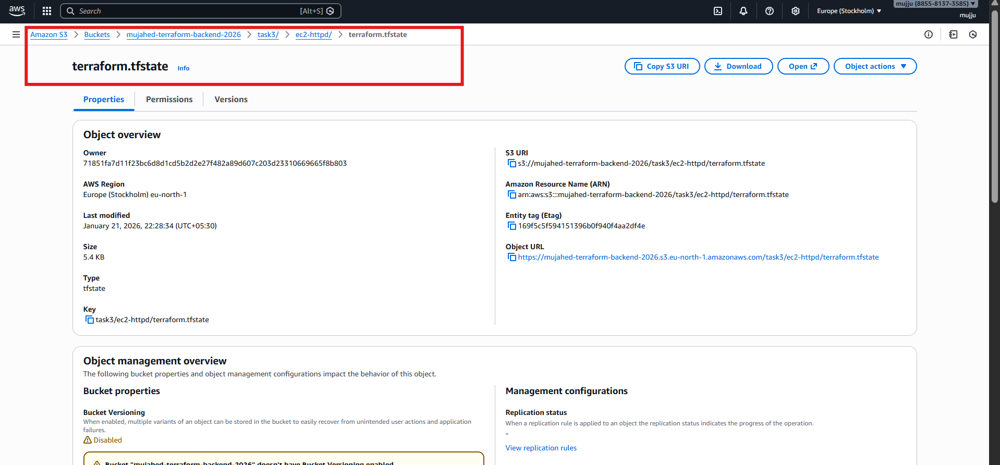 aws
Search [Alt+S]
Europe (Stockholm)
mujju (8855-8137-3585)
mujju
Amazon S3 > Buckets > mujahed-terraform-backend-2026 > task3/ > ec2-httpd/ > terraform.tfstate
terraform.tfstate Info
Copy S3 URI
Download
Open
Object actions
Properties
Permissions
Versions
Object overview
Owner
71851fa7d11f23bc6d8d1cd5b2d2e27f482a89d607c203d23310669665f8b803
AWS Region
Europe (Stockholm) eu-north-1
Last modified
January 21, 2026, 22:28:34 (UTC+05:30)
Size
5.4 KB
Type
tfstate
Key
task3/ec2-httpd/terraform.tfstate
S3 URI
s3://mujahed-terraform-backend-2026/task3/ec2-httpd/terraform.tfstate
Amazon Resource Name (ARN)
arn:aws:s3:::mujahed-terraform-backend-2026/task3/ec2-httpd/terraform.tfstate
Entity tag (Etag)
169f5c5f594151396b0f940f4aa2df4e
Object URL
https://mujahed-terraform-backend-2026.s3.eu-north-1.amazonaws.com/task3/ec2-httpd/terraform.tfstate
Object management overview
The following bucket properties and object management configurations impact the behavior of this object.
Bucket properties
Bucket Versioning
When enabled, multiple variants of an object can be stored in the bucket to easily recover from unintended user actions and application
failures.
Disabled
Bucket "mujahed-terraform-backend-2026" doesn't have Bucket Versioning enabled
Management configurations
Replication status
When a replication rule is applied to an object the replication status indicates the progress of the operation.
-
View replication rules